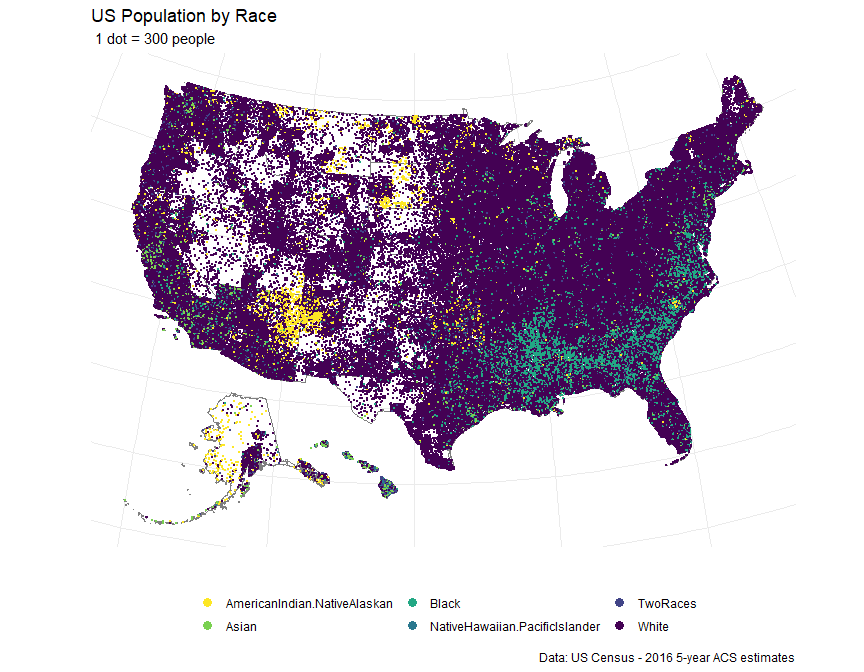 US Population by Race
1 dot = 300 people
AmericanIndian.NativeAlaskan
Black
TwoRaces
Asian
NativeHawaiian.PacificIslander
White
Data: US Census - 2016 5-year ACS estimates